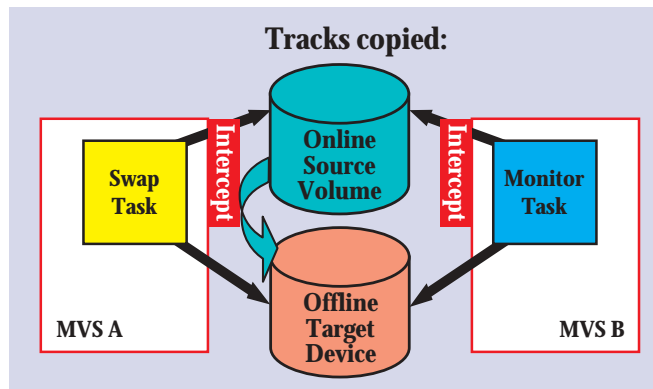 Tracks copied:
Online
Source
Volume
Intercept
Intercept
Swap
Task
Monitor
Task
Offline
Target
Device
MVS A
MVS B